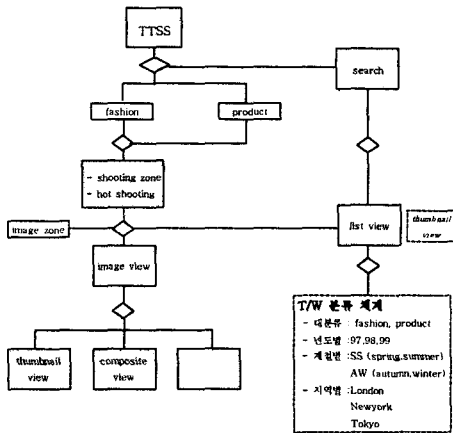 TTSS
search
fashion
product
- shooting zone
- hot shooting
image zone
list view
thumbnail
view
image view
thumbnail
view
composite
view
T/W 분류 체계
- 대분류 : fashion, product
- 년도별 :97,98,99
- 계절별 :SS (spring,summer)
AW (autumn,winter)
- 지역별 :London
Newyork
Tokyo